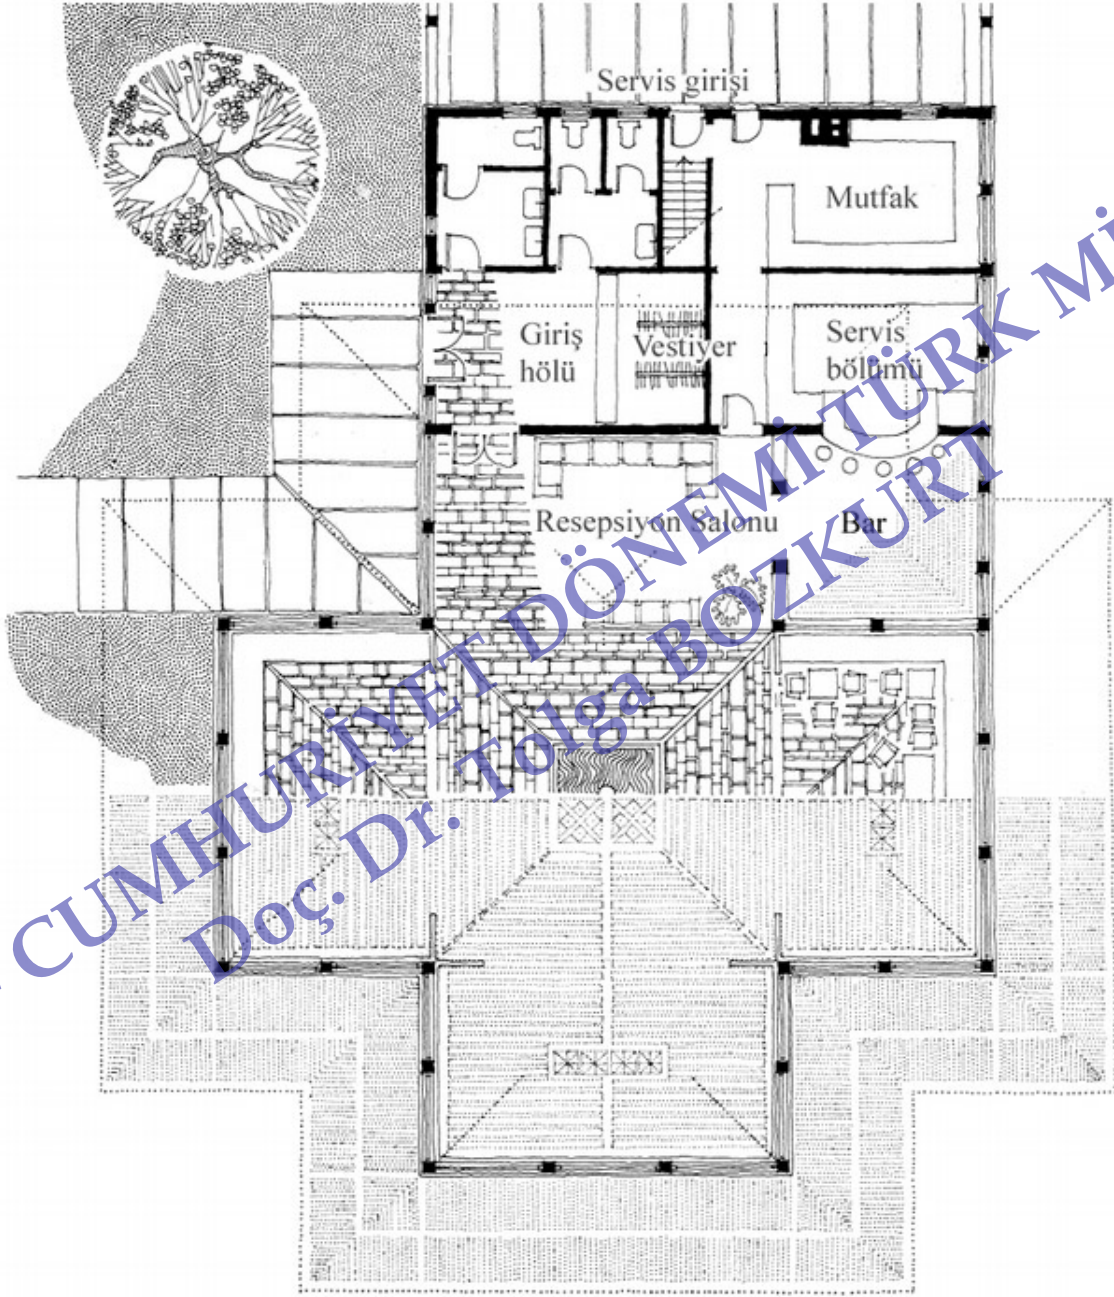 Servis girişi
Mutfak
Giriş
hölü
Vestiyer
Servis
bölümü
Resepsiyon Salonu
Bar
CUMHURİYET DÖNEMİ TÜRK Mİ
Doç. Dr. Tolga BOZKURT